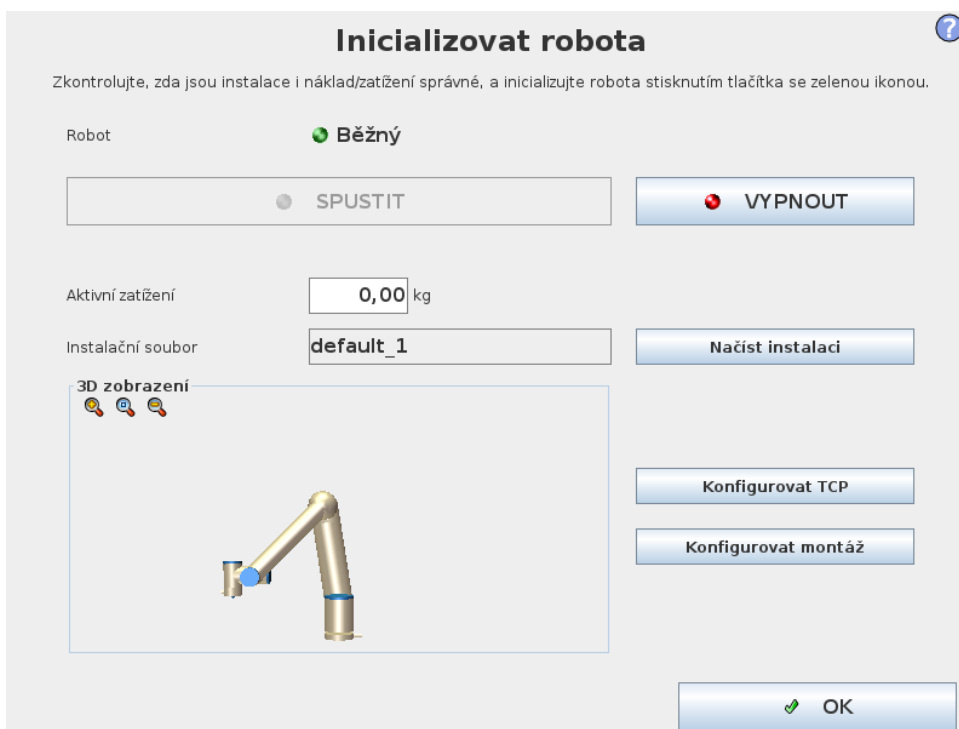 Inicializovat robota
?
Zkontrolujte, zda jsou instalace i náklad/zatížení správné, a inicializujte robota stisknutím tlačítka se zelenou ikonou.
Robot
Běžný
SPUSTIT
VYPNOUT
Aktivní zatížení
0,00 kg
Instalační soubor
default_1
Načíst instalaci
3D zobrazení
Konfigurovat TCP
Konfigurovat montáž
OK